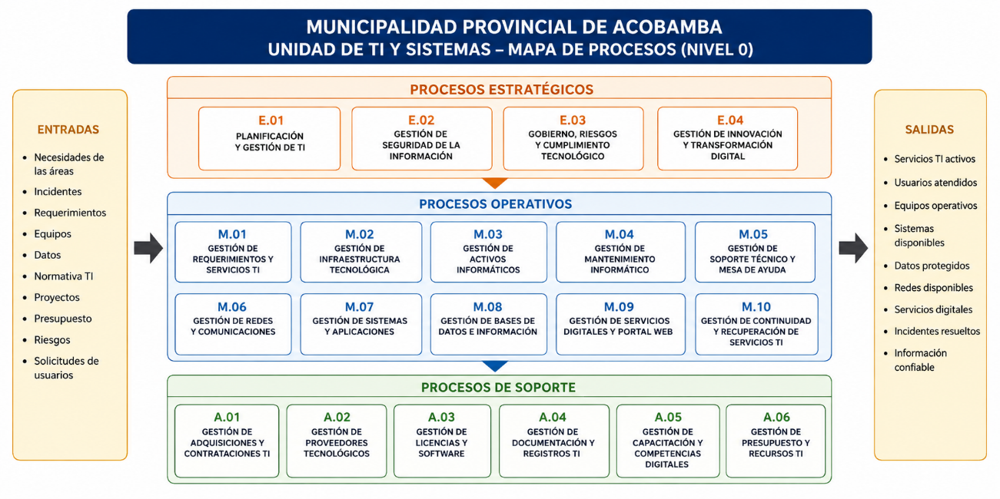 MUNICIPALIDAD PROVINCIAL DE ACOBAMBA
UNIDAD DE TI Y SISTEMAS – MAPA DE PROCESOS (NIVEL 0)
ENTRADAS
• Necesidades de
las áreas
• Incidentes
• Requerimientos
• Equipos
• Datos
• Normativa TI
• Proyectos
• Presupuesto
• Riesgos
• Solicitudes de
usuarios
PROCESOS ESTRATÉGICOS
E.01
PLANIFICACIÓN
Y GESTIÓN DE TI
E.02
GESTIÓN DE
SEGURIDAD DE LA
INFORMACIÓN
E.03
GOBIERNO, RIESGOS
Y CUMPLIMIENTO
TECNOLÓGICO
E.04
GESTIÓN DE INNOVACIÓN
Y TRANSFORMACIÓN
DIGITAL
PROCESOS OPERATIVOS
M.01
GESTIÓN DE
REQUERIMIENTOS Y
SERVICIOS TI
M.02
GESTIÓN DE
INFRAESTRUCTURA
TECNOLÓGICA
M.03
GESTIÓN DE
ACTIVOS
INFORMÁTICOS
M.04
GESTIÓN DE
MANTENIMIENTO
INFORMÁTICO
M.05
GESTIÓN DE
SOPORTE TÉCNICO Y
MESA DE AYUDA
M.06
GESTIÓN DE REDES
Y COMUNICACIONES
M.07
GESTIÓN DE SISTEMAS
Y APLICACIONES
M.08
GESTIÓN DE BASES DE
DATOS E INFORMACIÓN
M.09
GESTIÓN DE SERVICIOS
DIGITALES Y PORTAL WEB
M.10
GESTIÓN DE CONTINUIDAD
Y RECUPERACIÓN DE
SERVICIOS TI
PROCESOS DE SOPORTE
A.01
GESTIÓN DE
ADQUISICIONES Y
CONTRATACIONES TI
A.02
GESTIÓN DE
PROVEEDORES
TECNOLÓGICOS
A.03
GESTIÓN DE
LICENCIAS Y
SOFTWARE
A.04
GESTIÓN DE
DOCUMENTACIÓN Y
REGISTROS TI
A.05
GESTIÓN DE
CAPACITACIÓN Y
COMPETENCIAS
DIGITALES
A.06
GESTIÓN DE
PRESUPUESTO Y
RECURSOS TI
SALIDAS
• Servicios TI activos
• Usuarios atendidos
• Equipos operativos
• Sistemas
disponibles
• Datos protegidos
• Redes disponibles
• Servicios digitales
• Incidentes resueltos
• Información
confiable